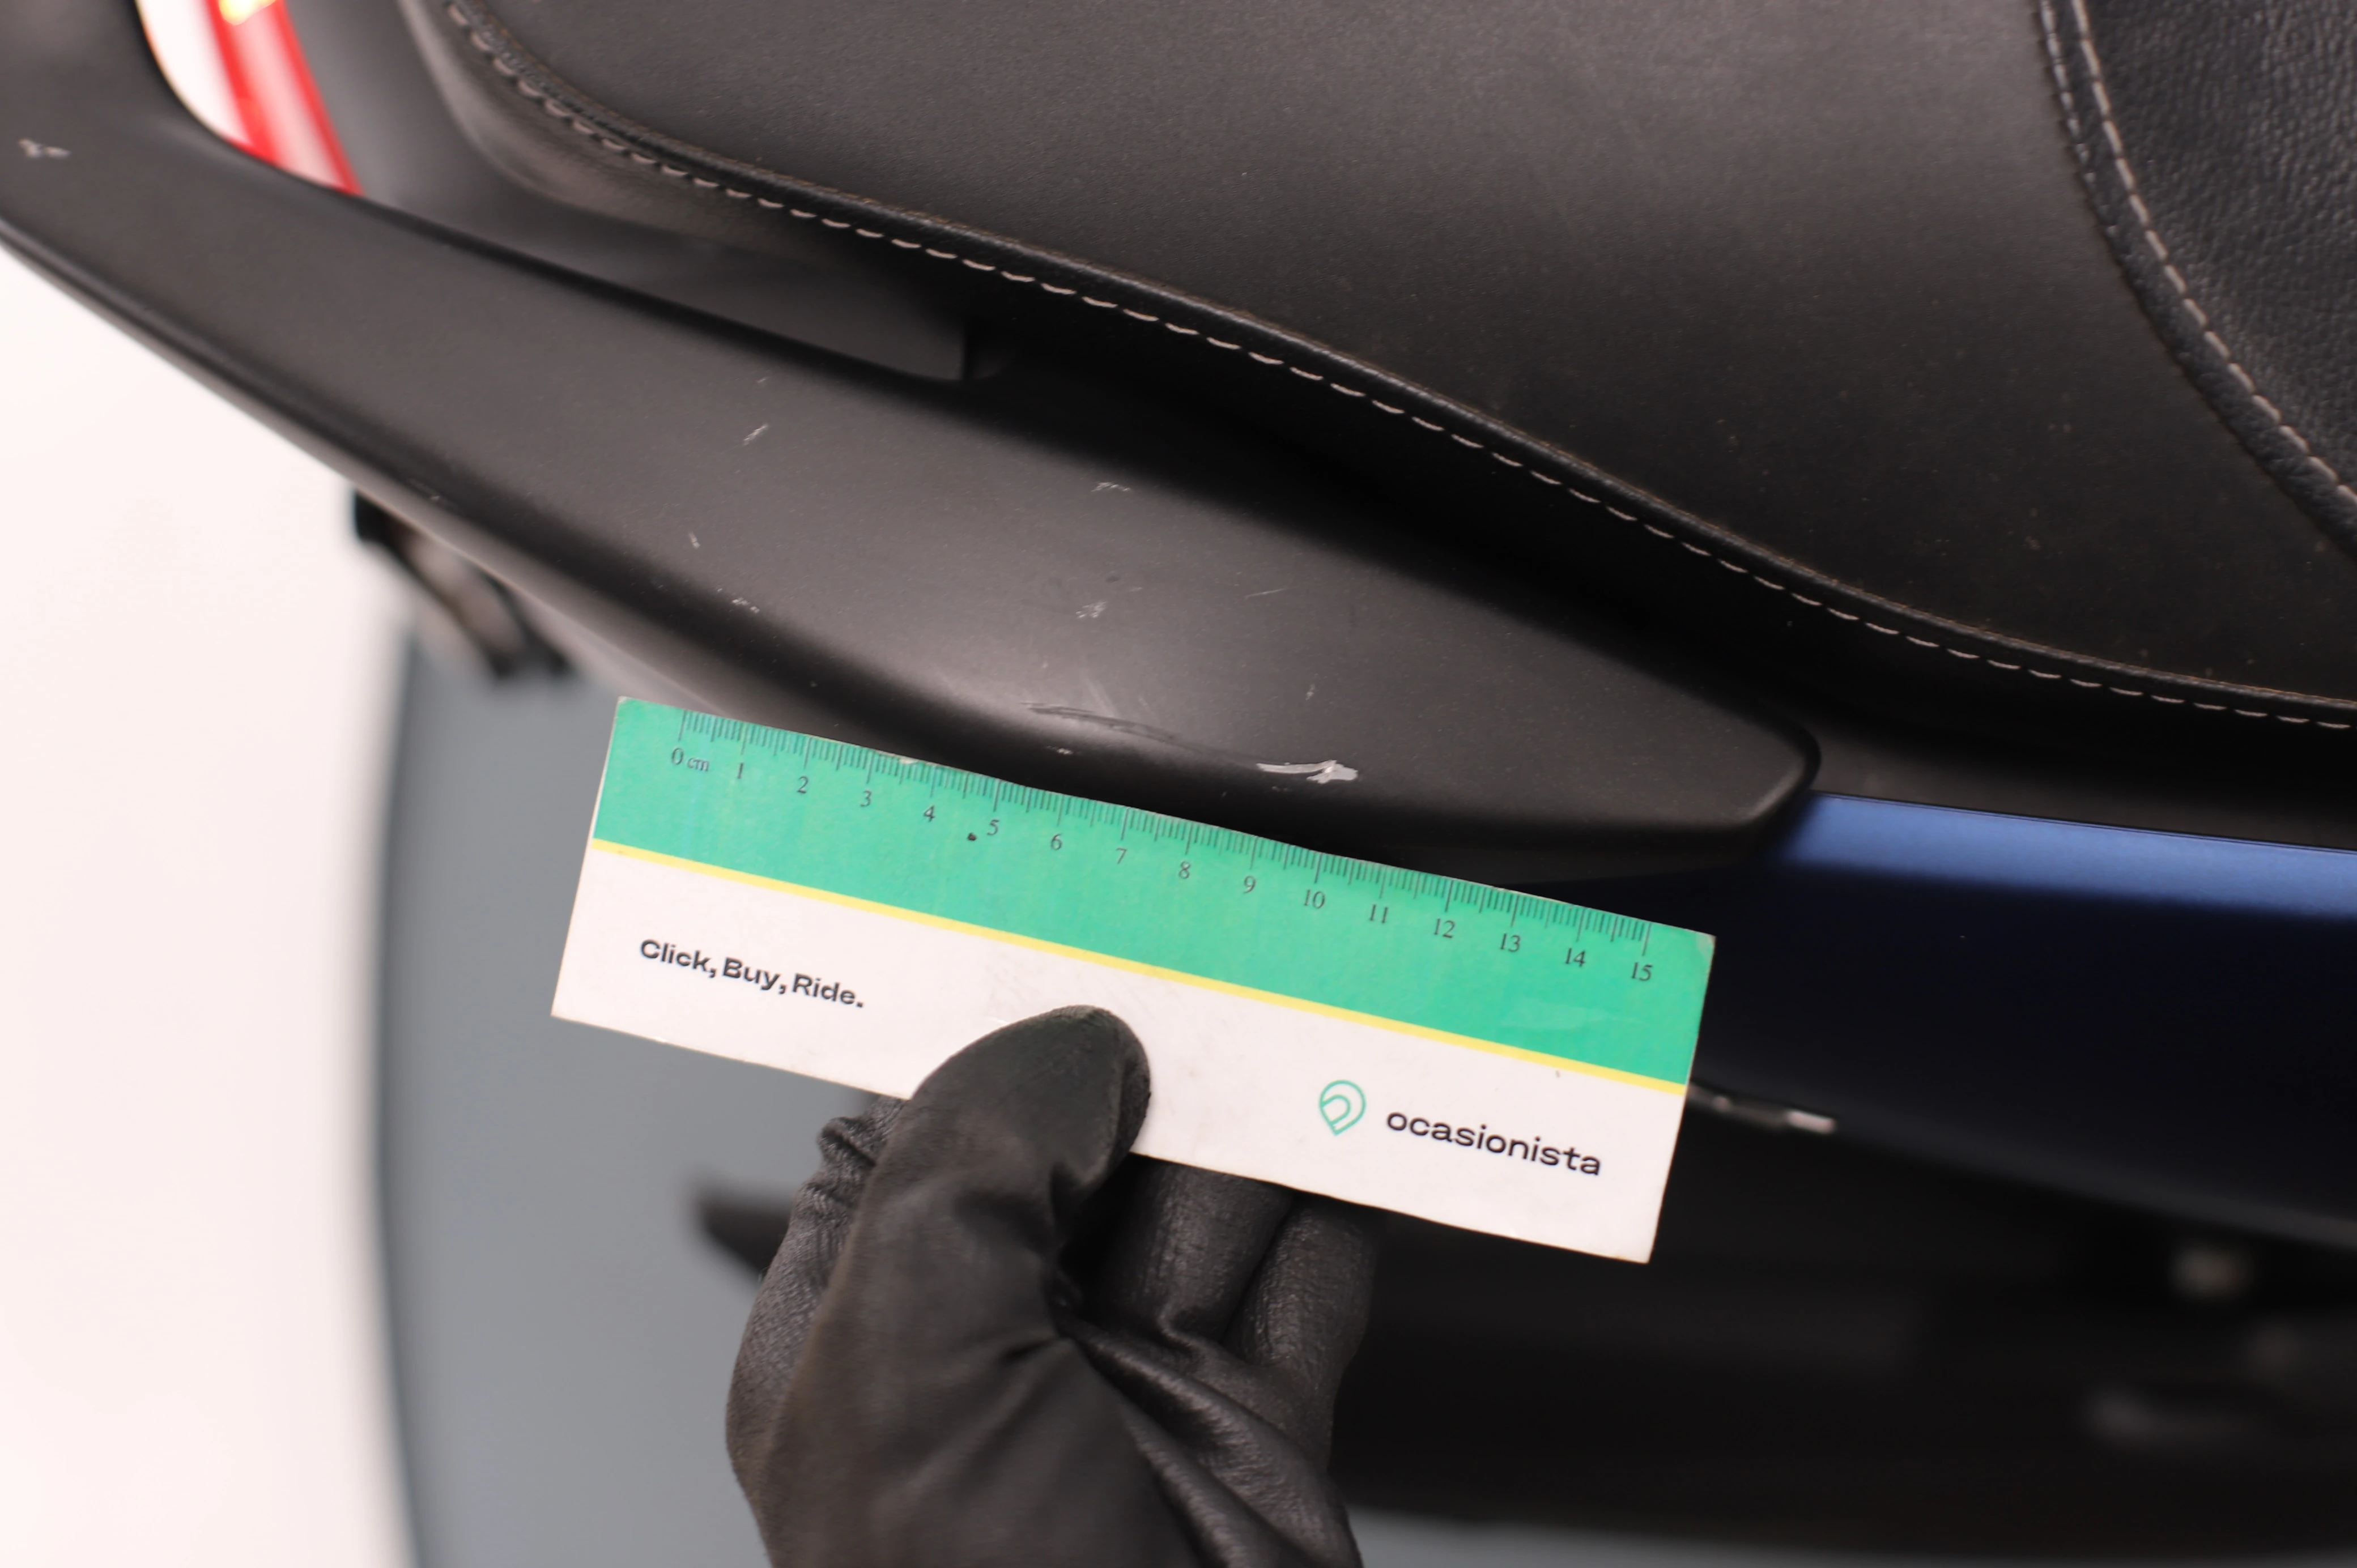 0 cm 1 2 3 4 5 6 7 8 9 10 11 12 13 14 15
Click, Buy, Ride.
ocasionista